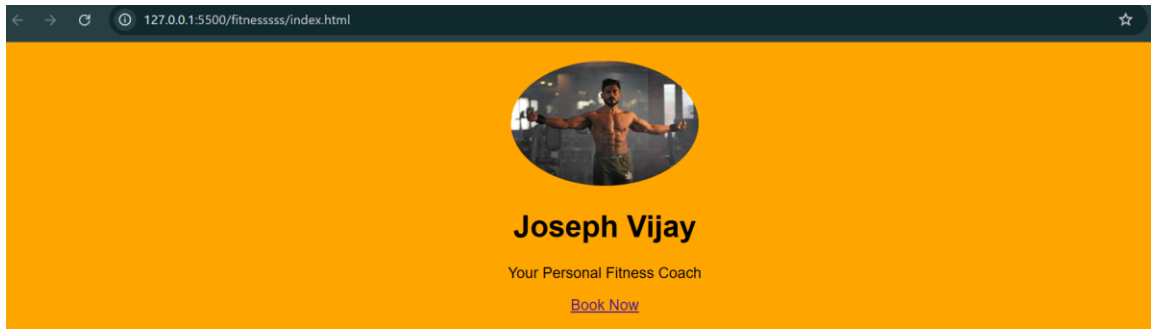 127.0.0.1:5500/fitnesssss/index.html
Joseph Vijay
Your Personal Fitness Coach
Book Now